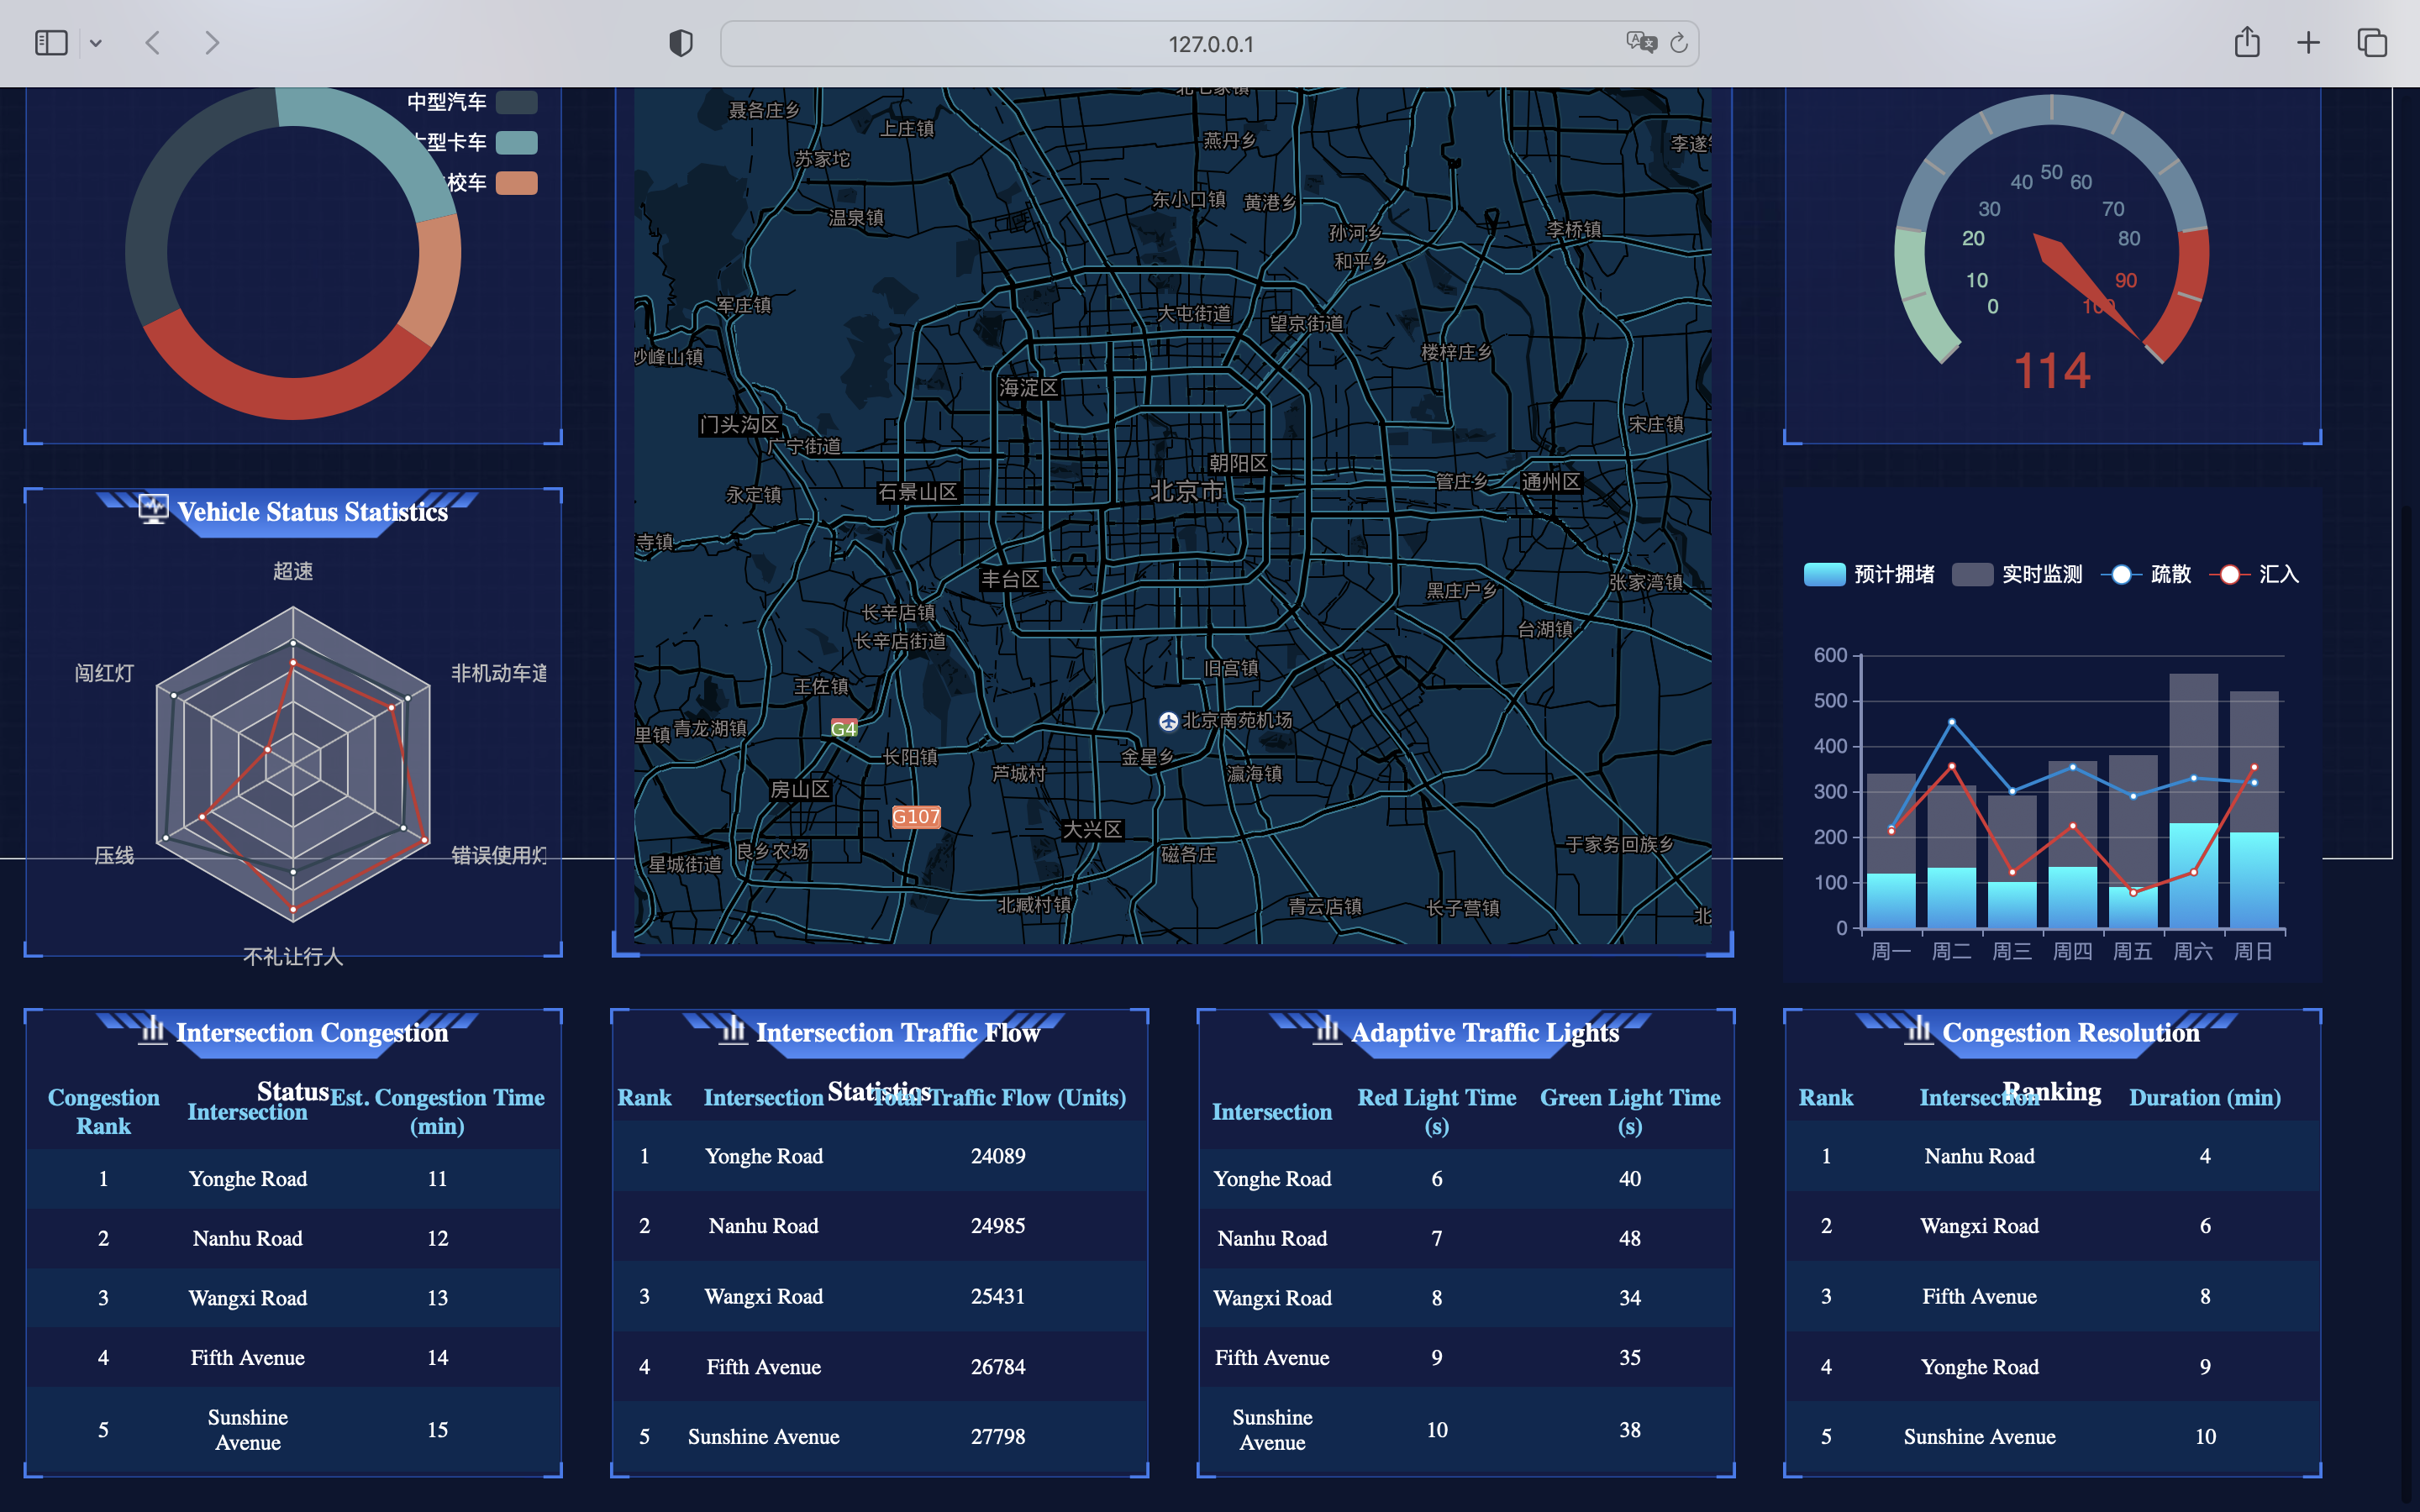 127.0.0.1
中型汽车
型卡车
校车
聂各庄乡
上庄镇
燕丹乡
苏家坨
东小口镇
黄港乡
温泉镇
孙河乡
李桥镇
和平乡
军庄镇
大屯街道
望京街道
妙峰山镇
楼梓庄乡
海淀区
门头沟区
广宁街道
宋庄镇
朝阳区
永定镇
石景山区
北京市
管庄乡
通州区
寺镇
丰台区
黑庄户乡
张家湾镇
长辛店镇
长辛店街道
台湖镇
旧宫镇
王佐镇
里镇
青龙湖镇
G4
北京南苑机场
长阳镇
芦城村
金星乡
瀛海镇
房山区
G107
大兴区
星城街道
良乡农场
磁各庄
于家务回族乡
北臧村镇
青云店镇
长子营镇
北
0
10
20
30
40
50
60
70
80
90
100
114
Vehicle Status Statistics
超速
闯红灯
非机动车道
压线
错误使用灯
不礼让行人
预计拥堵 实时监测 疏散 汇入
600
500
400
300
200
100
0
周一 周二 周三 周四 周五 周六 周日
Intersection Congestion
Status
Congestion Rank Intersection Est. Congestion Time (min)
1 Yonghe Road 11
2 Nanhu Road 12
3 Wangxi Road 13
4 Fifth Avenue 14
5 Sunshine Avenue 15
Intersection Traffic Flow
Statistics
Rank Intersection Total Traffic Flow (Units)
1 Yonghe Road 24089
2 Nanhu Road 24985
3 Wangxi Road 25431
4 Fifth Avenue 26784
5 Sunshine Avenue 27798
Adaptive Traffic Lights
Intersection Red Light Time (s) Green Light Time (s)
Yonghe Road 6 40
Nanhu Road 7 48
Wangxi Road 8 34
Fifth Avenue 9 35
Sunshine Avenue 10 38
Congestion Resolution
Ranking
Rank Intersection Duration (min)
1 Nanhu Road 4
2 Wangxi Road 6
3 Fifth Avenue 8
4 Yonghe Road 9
5 Sunshine Avenue 10